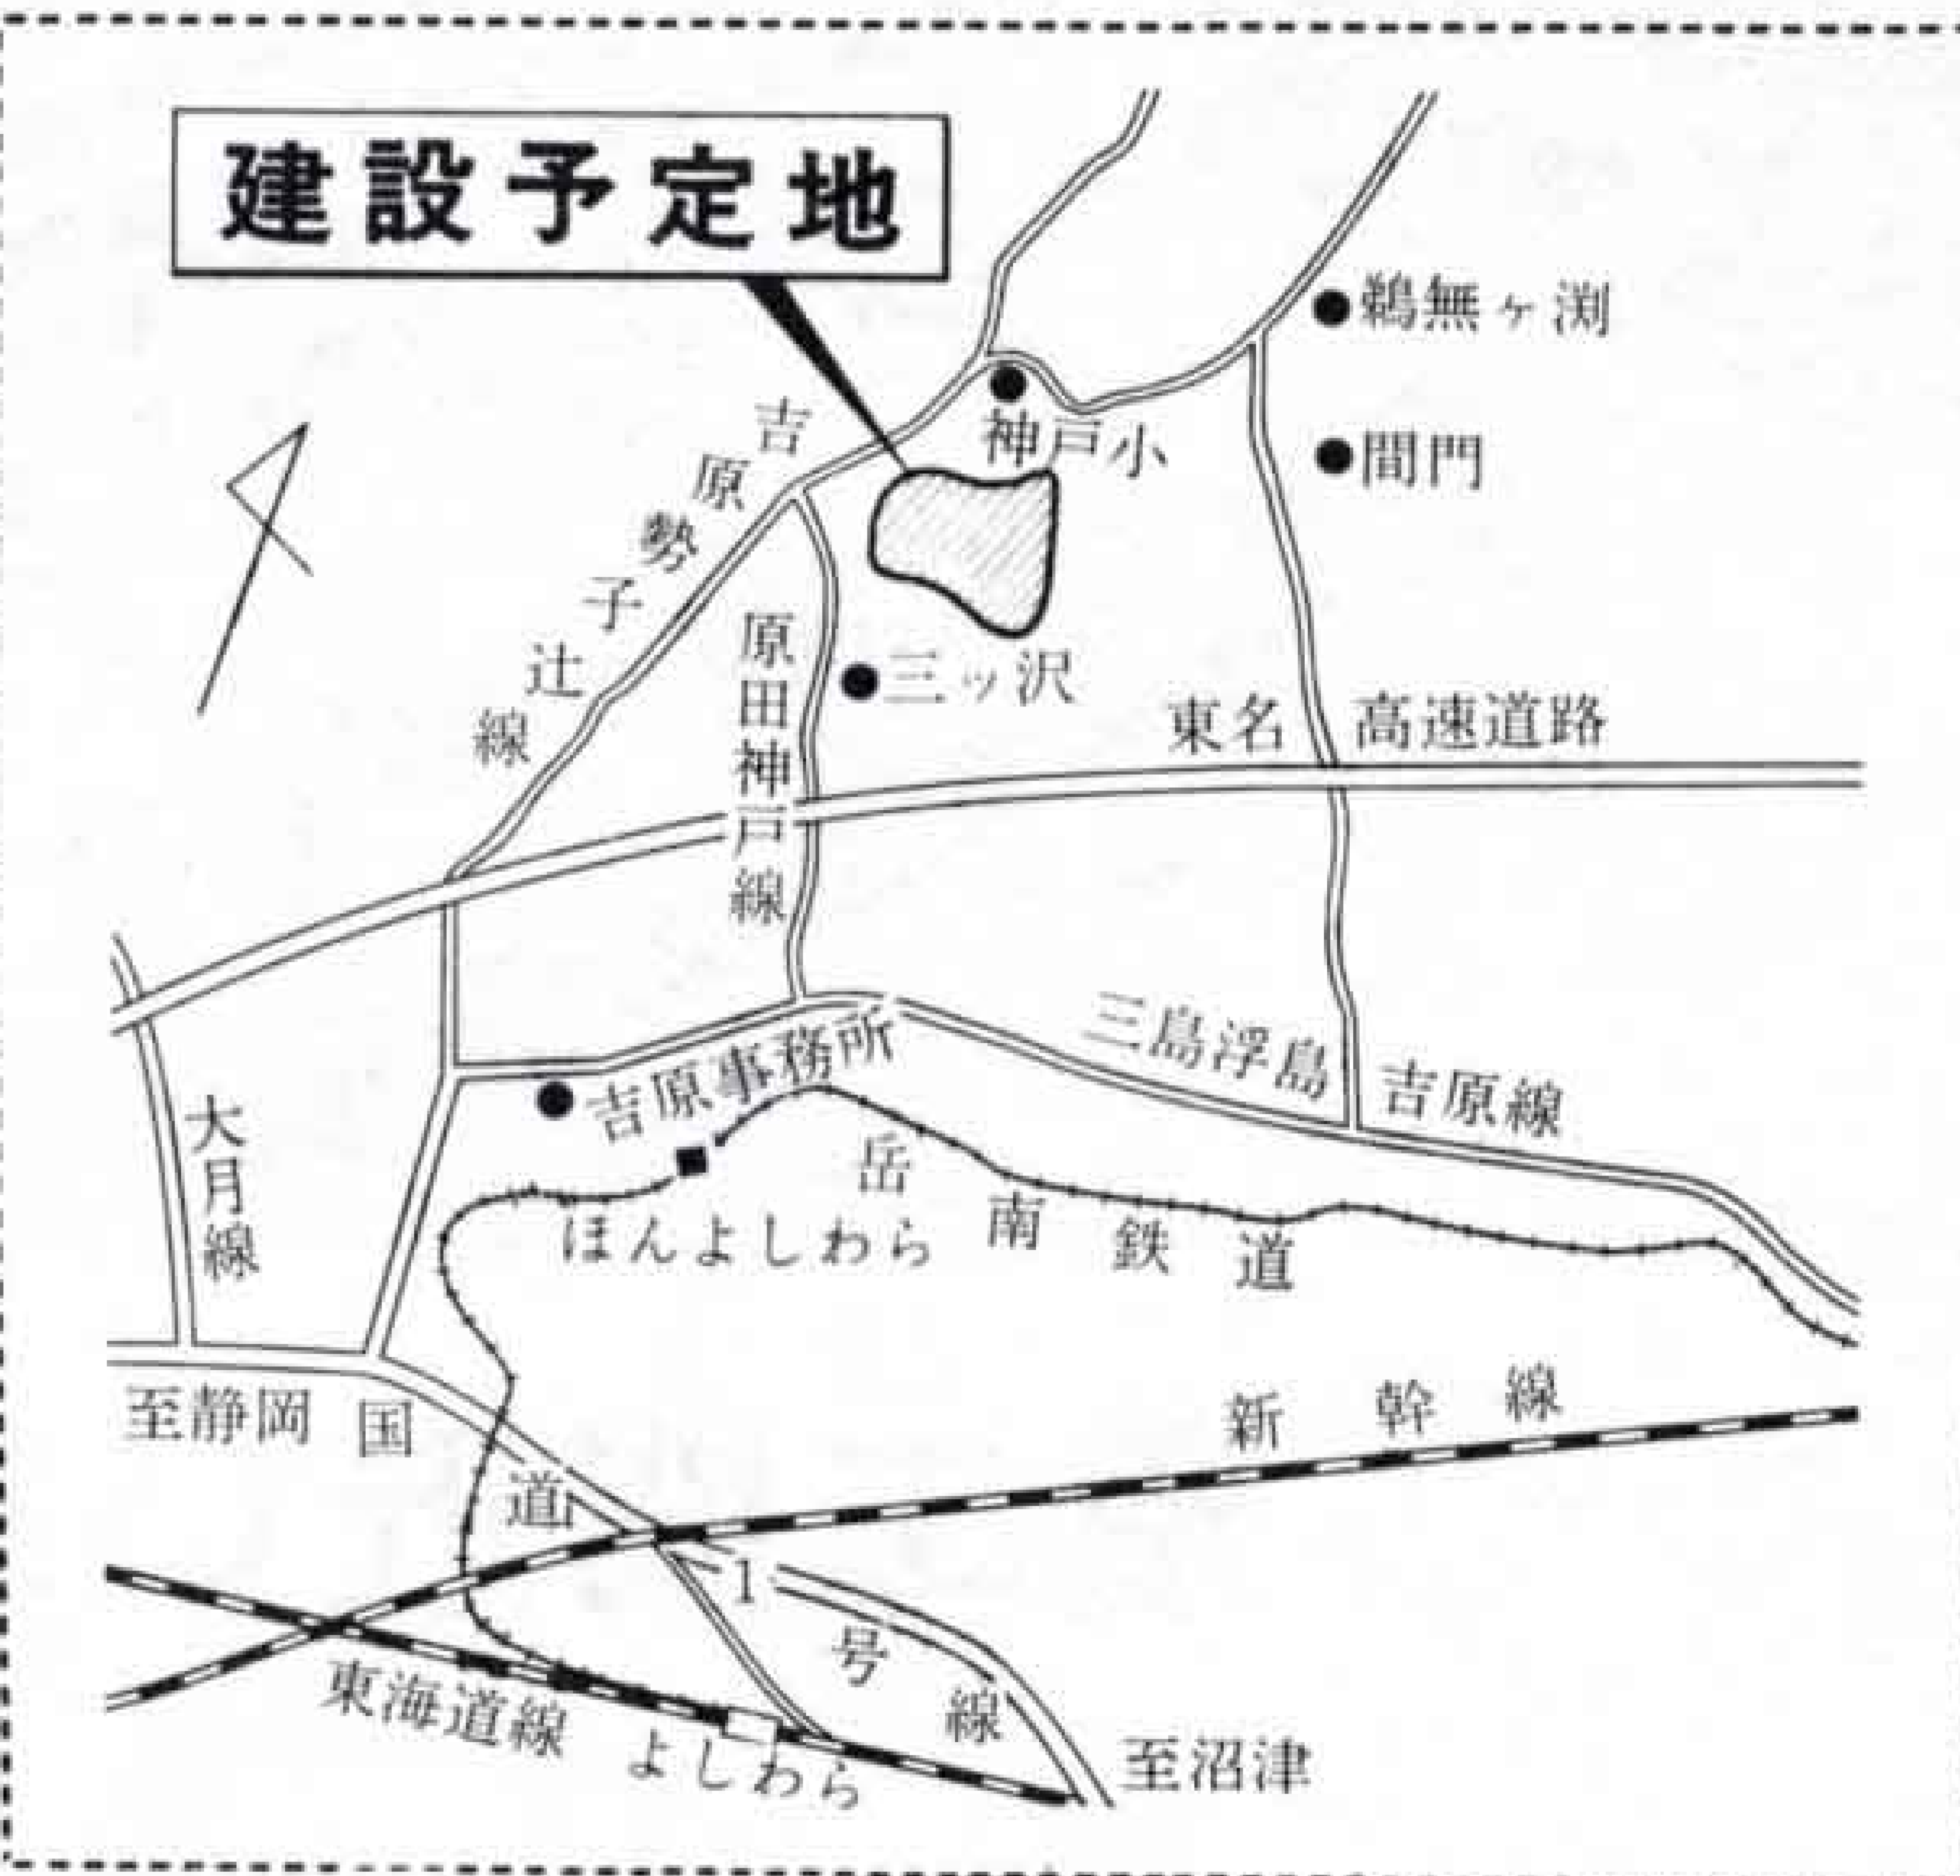 建設予定地
鵜無ヶ渕
神戸小
間門
吉原勢子辻線
原田神戸線
三ッ沢
東名高速道路
三島浮島吉原線
吉原事務所
大月線
岳南鉄道
ほんよしわら
至静岡
国道1号線
新幹線
東海道線
よしわら
至沼津